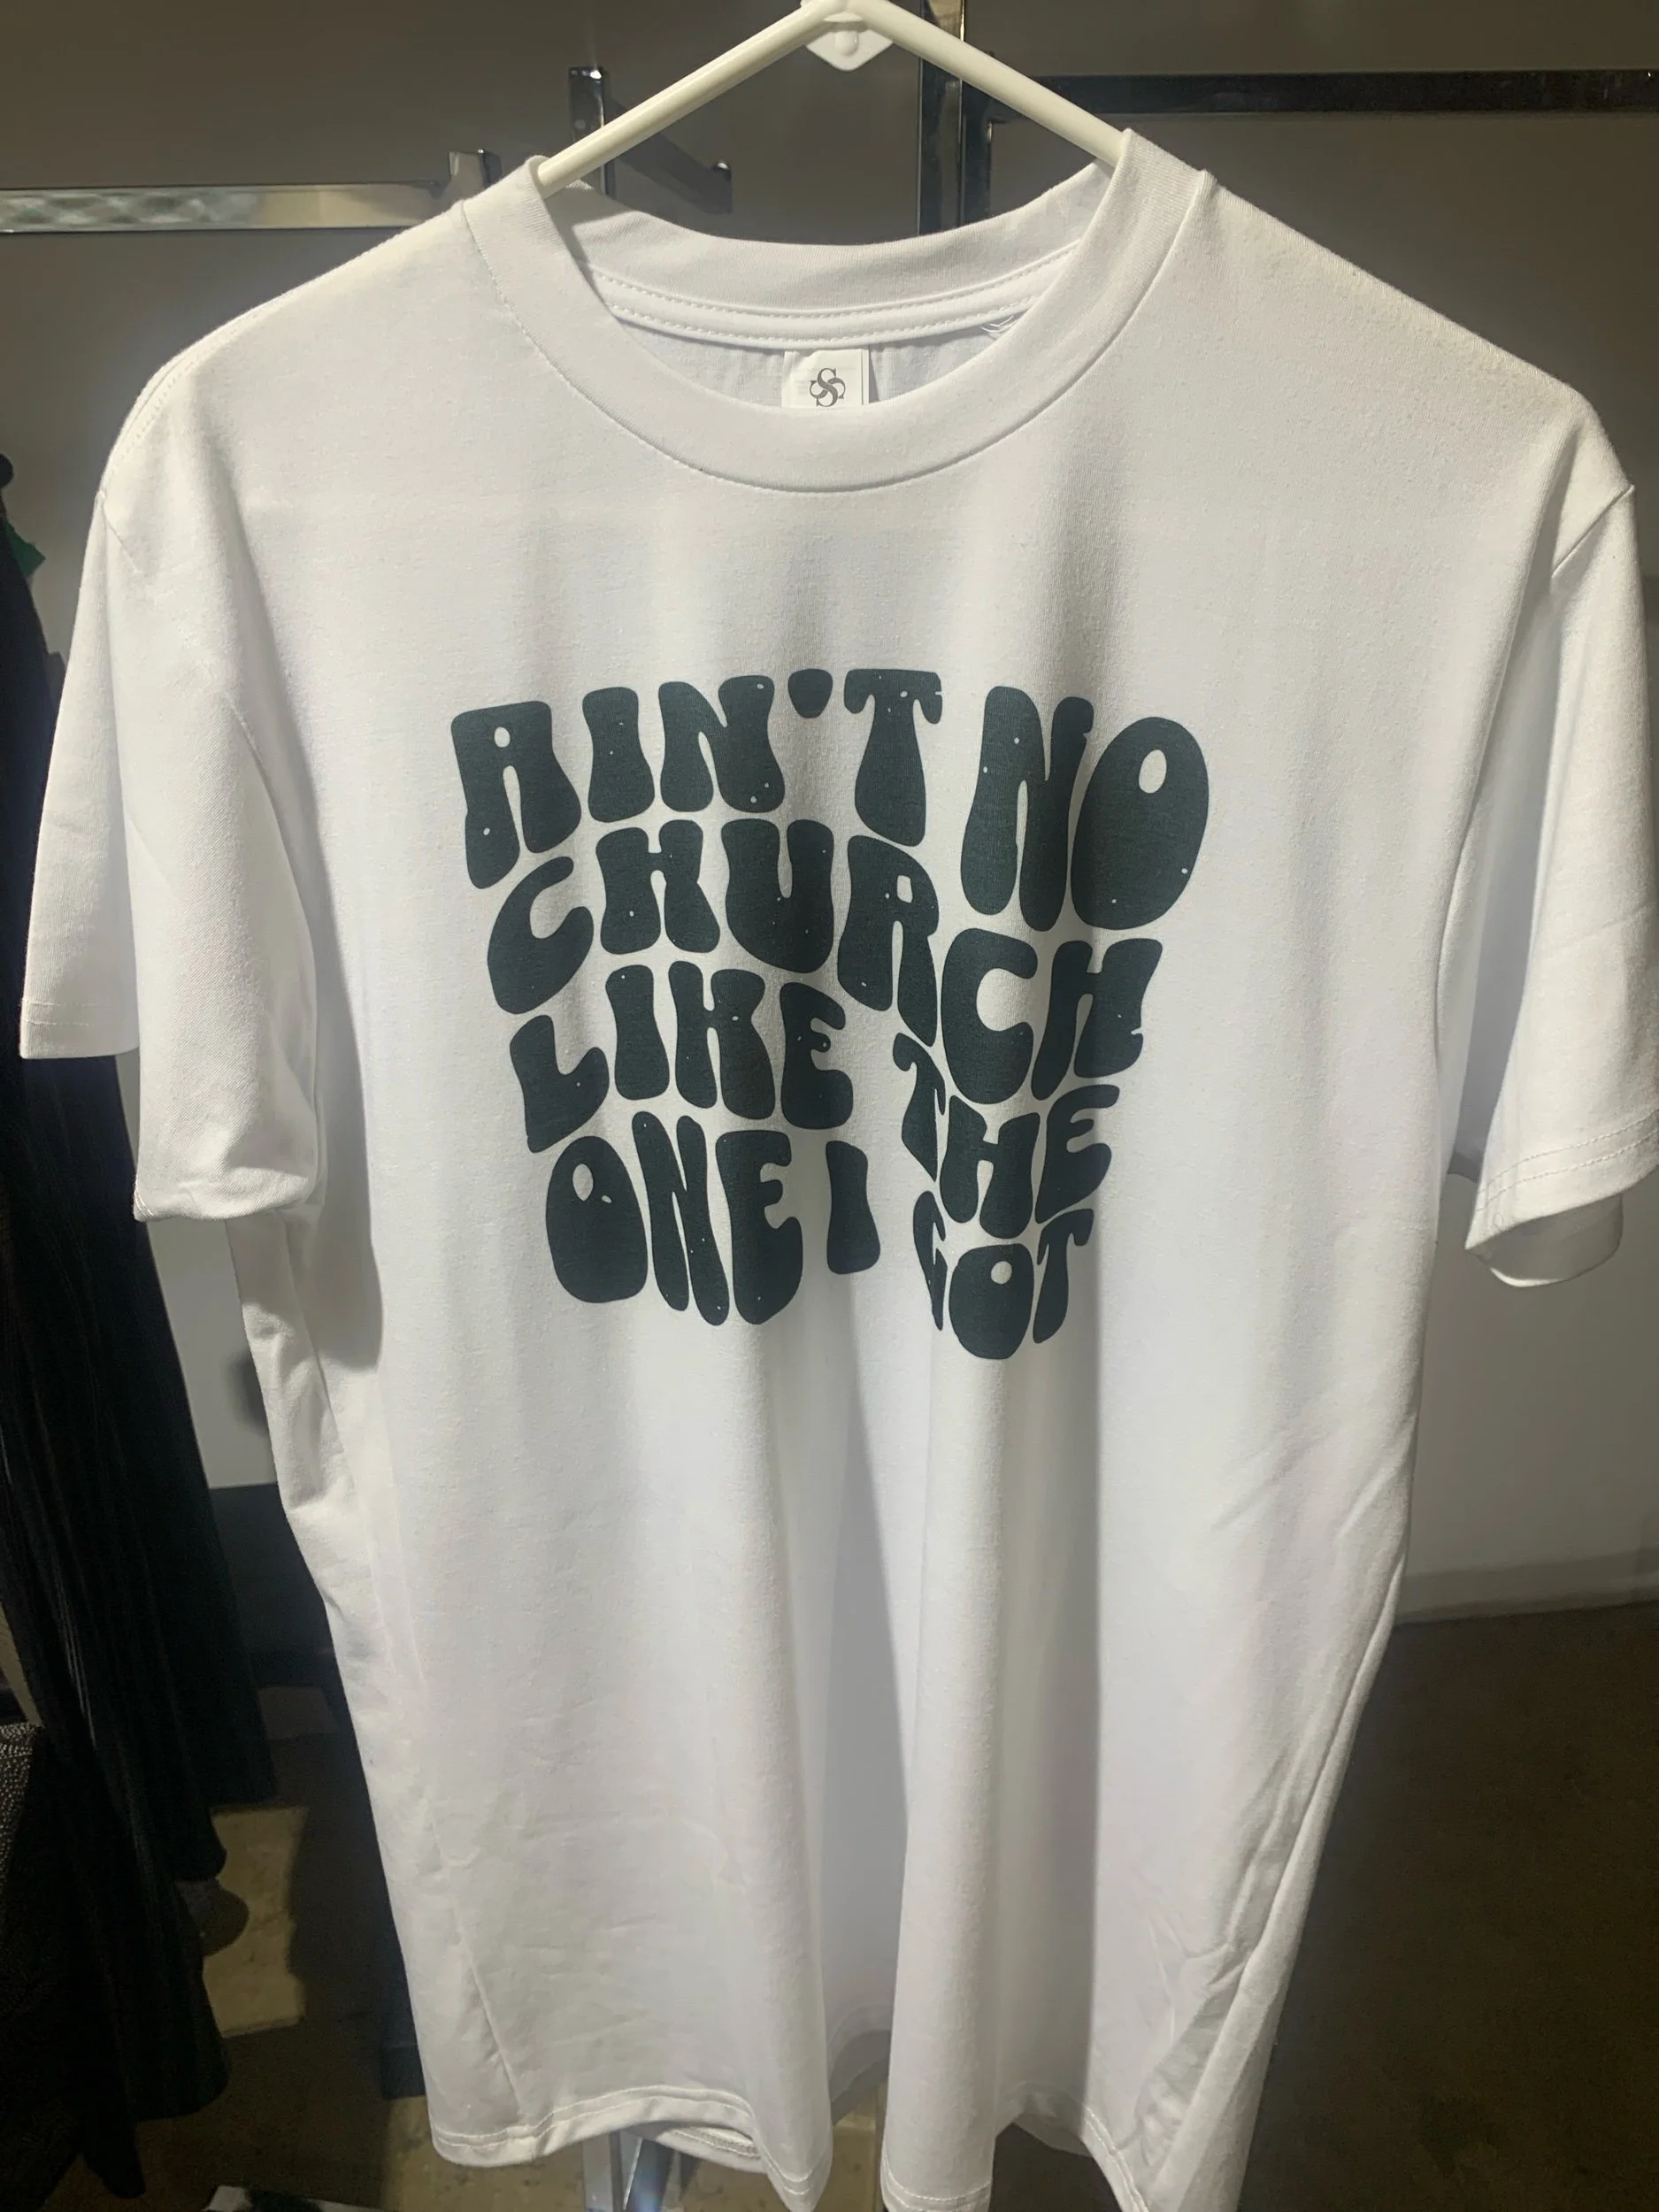 AIN'T NO
CHURCH
LIKE THE
ONE I GOT